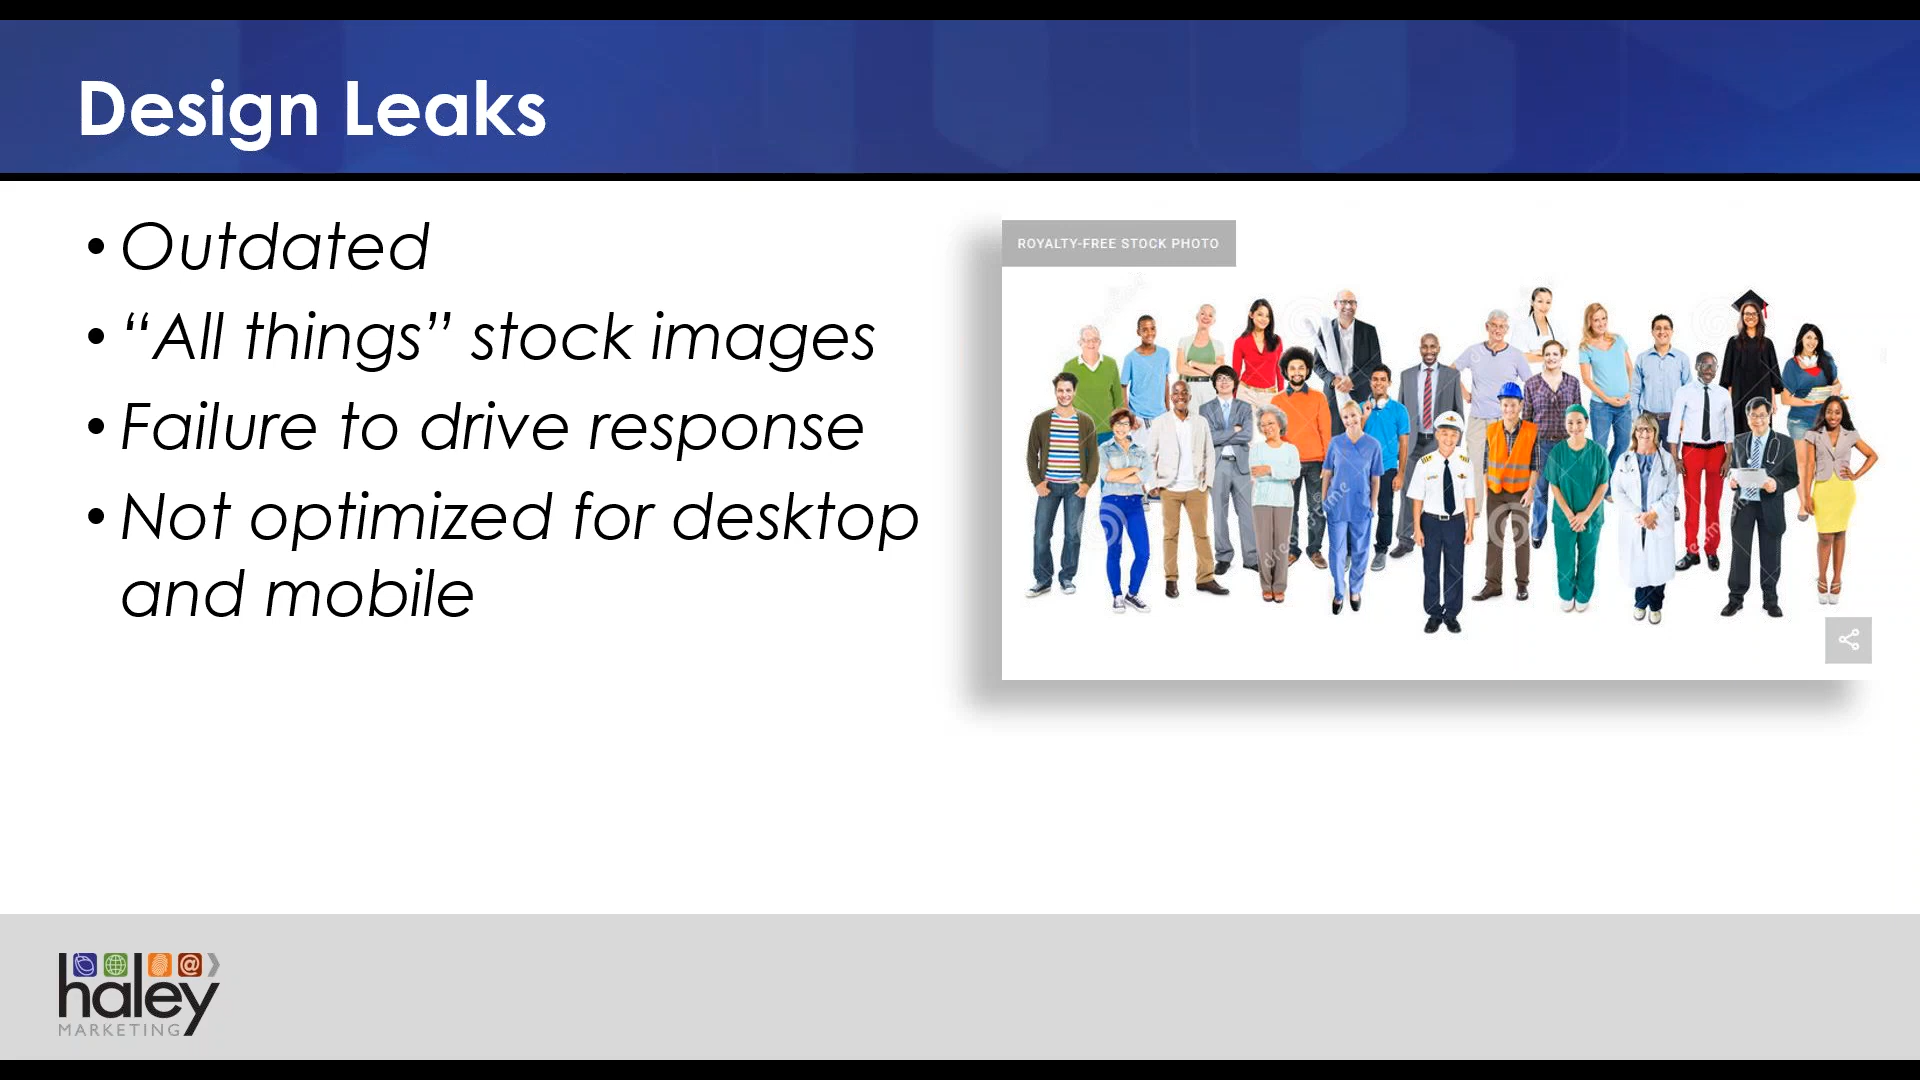 Design Leaks
• Outdated
• “All things” stock images
• Failure to drive response
• Not optimized for desktop
and mobile
ROYALTY-FREE STOCK PHOTO
haley
MARKETING